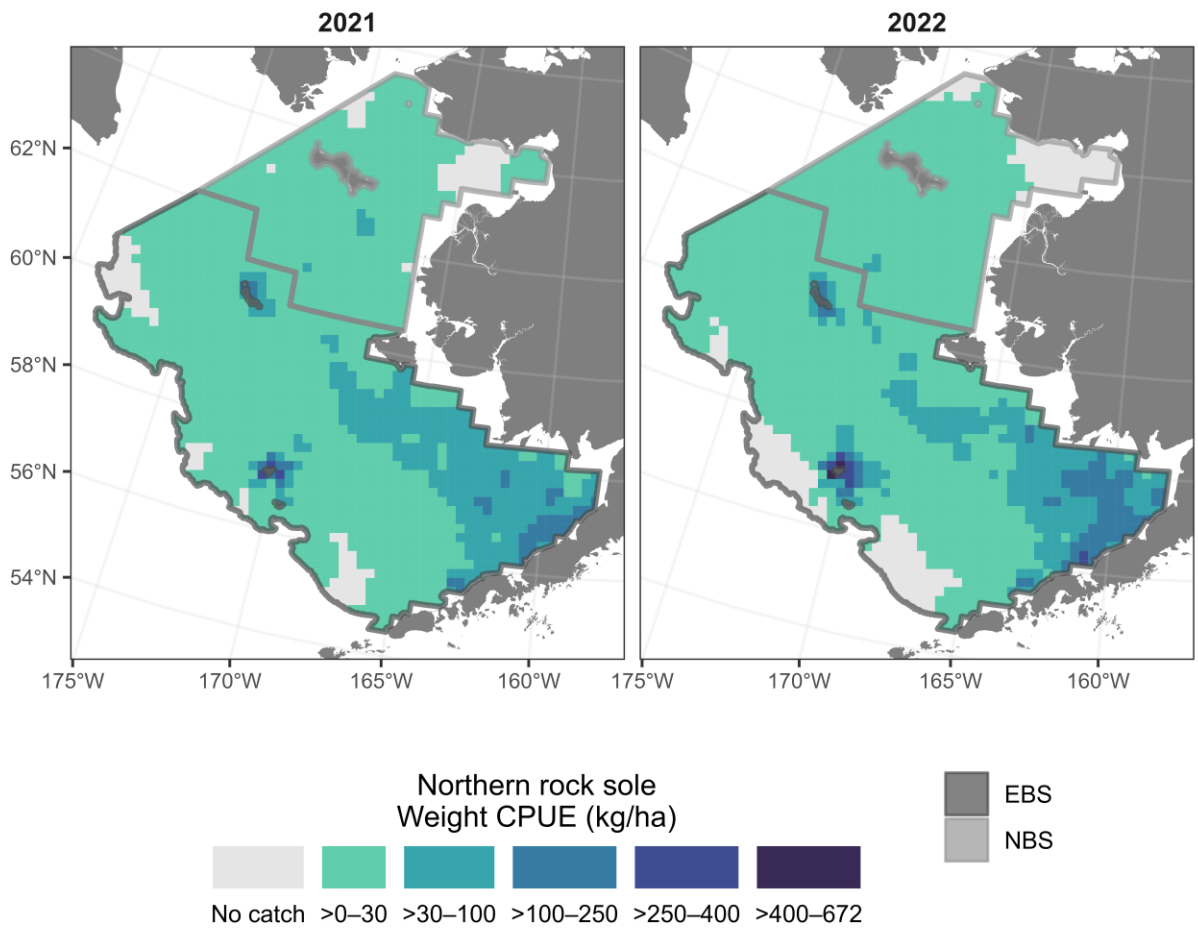 2021
2022
62°N
60°N
58°N
56°N
54°N
175°W
170°W
165°W
160°W
175°W
170°W
165°W
160°W
Northern rock sole
Weight CPUE (kg/ha)
No catch
>0–30
>30–100
>100–250
>250–400
>400–672
EBS
NBS